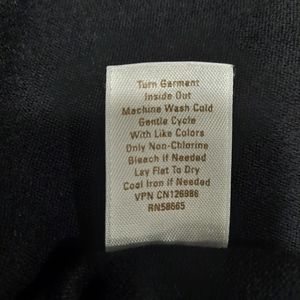 Turn Garment
Inside Out
Machine Wash Cold
Gentle Cycle
With Like Colors
Only Non-Chlorine
Bleach if Needed
Lay Flat To Dry
Cool Iron if Needed
VPN CN126986
RN58665